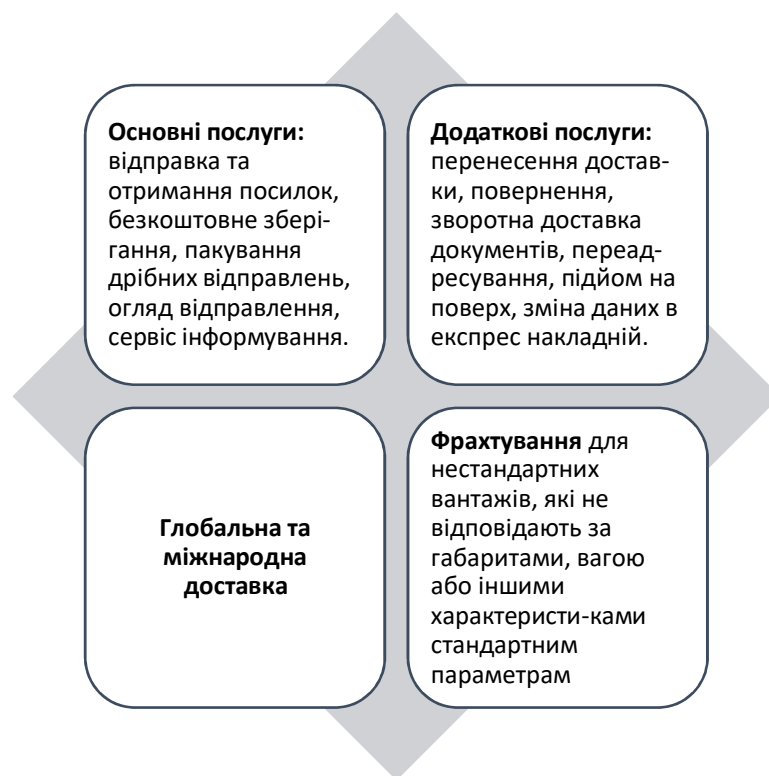 Основні послуги:
відправка та
отримання посилок,
безкоштовне збері-
гання, пакування
дрібних відправлень,
огляд відправлення,
сервіс інформування.
Додаткові послуги:
перенесення достав-
ки, повернення,
зворотна доставка
документів, переад-
ресування, підйом на
поверх, зміна даних в
експрес накладній.
Глобальна та
міжнародна
доставка
Фрахтування для
нестандартних
вантажів, які не
відповідають за
габаритами, вагою
або іншими
характеристи-ками
стандартним
параметрам